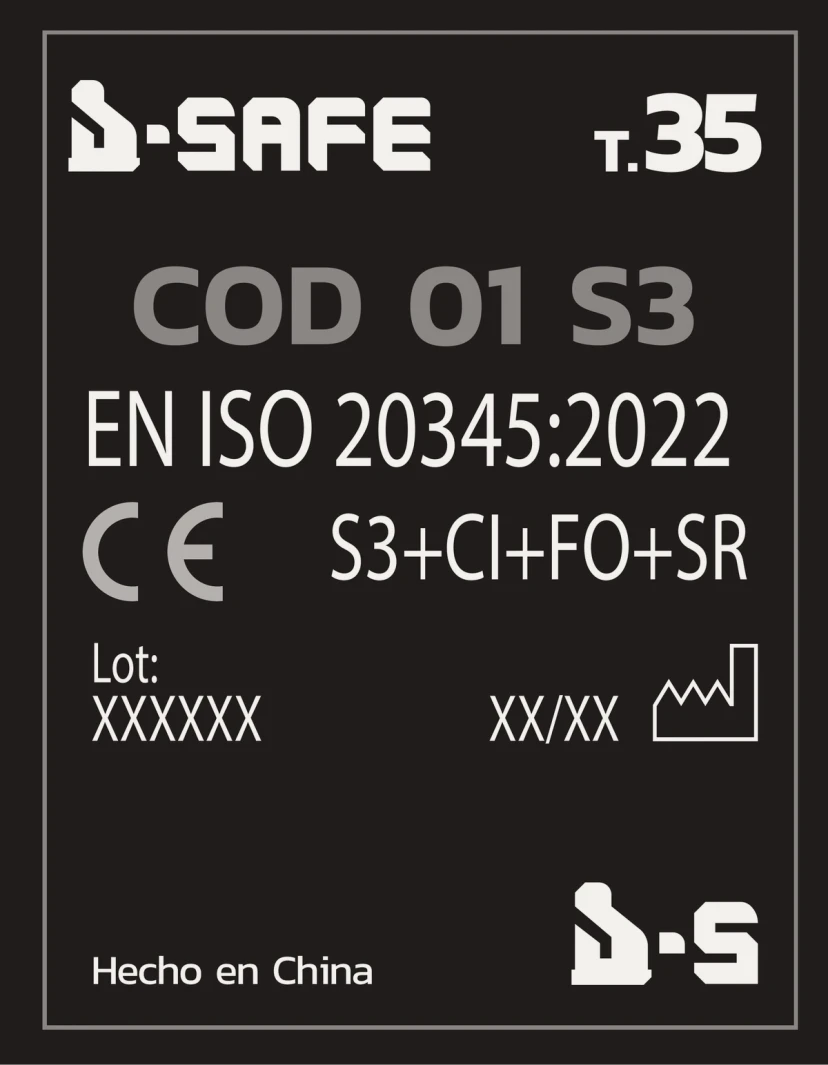 D-SAFE
T.35
COD 01 S3
EN ISO 20345:2022
CE S3+CI+FO+SR
Lot:
XXXXXX
XX/XX
Hecho en China
D-S